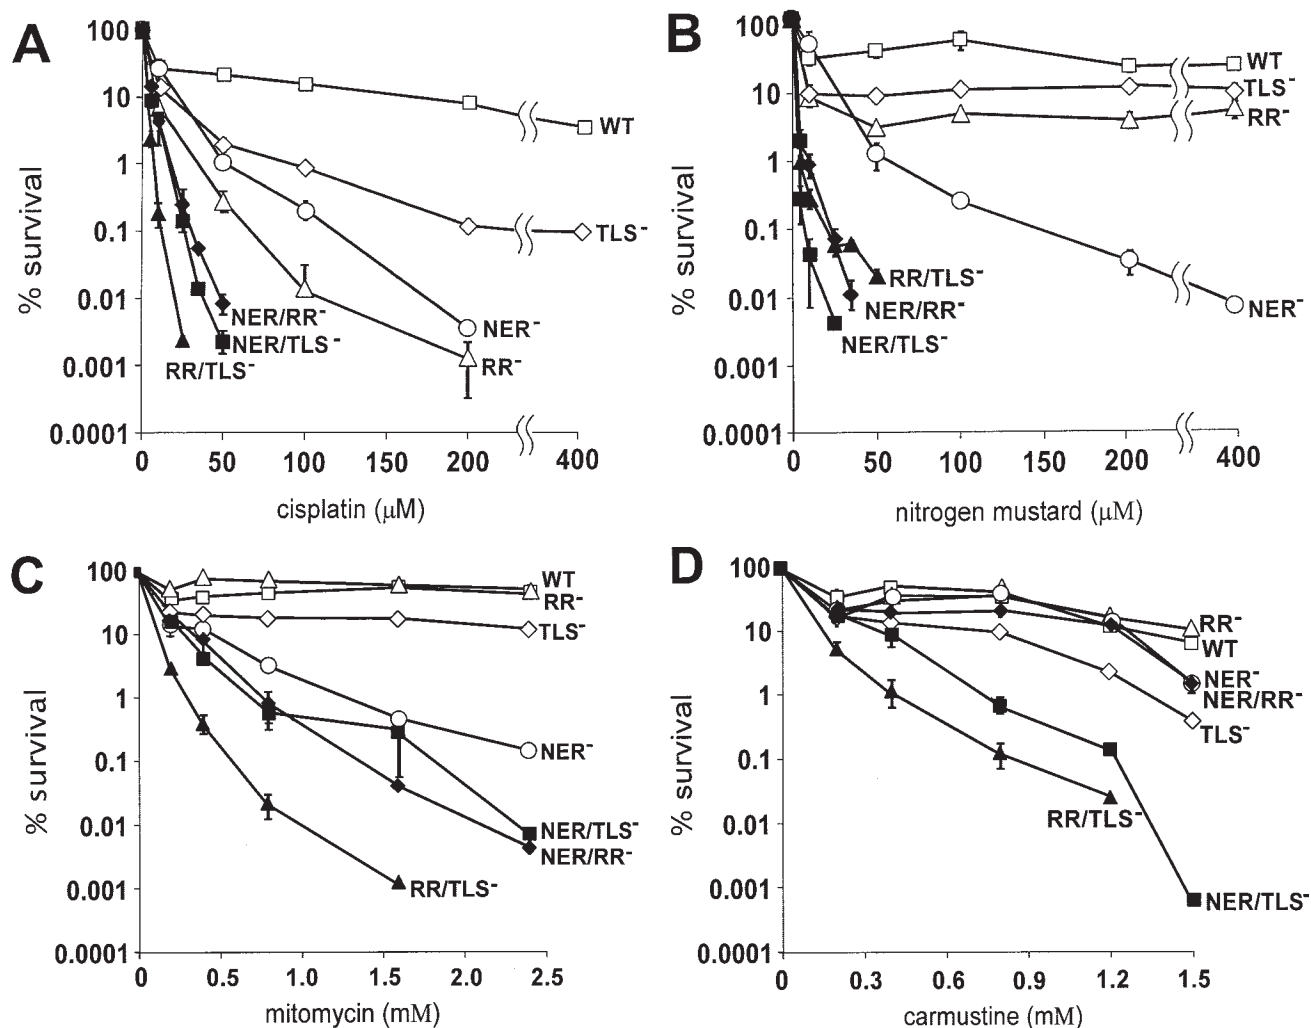 A
100
10
1
0.1
0.01
0.001
0.0001
% survival
WT
TLS⁻
NER/RR⁻
NER/TLS⁻
RR/TLS⁻
NER⁻
RR⁻
0 50 100 150 200 400
cisplatin (μM)
B
100
10
1
0.1
0.01
0.001
0.0001
% survival
WT
TLS⁻
RR⁻
RR/TLS⁻
NER/RR⁻
NER/TLS⁻
NER⁻
0 50 100 150 200 400
nitrogen mustard (μM)
C
100
10
1
0.1
0.01
0.001
0.0001
% survival
WT
RR⁻
TLS⁻
NER⁻
NER/TLS⁻
NER/RR⁻
RR/TLS⁻
0 0.5 1.0 1.5 2.0 2.5
mitomycin (mM)
D
100
10
1
0.1
0.01
0.001
0.0001
% survival
RR⁻
WT
NER⁻
NER/RR⁻
TLS⁻
RR/TLS⁻
NER/TLS⁻
0 0.3 0.6 0.9 1.2 1.5
carmustine (mM)